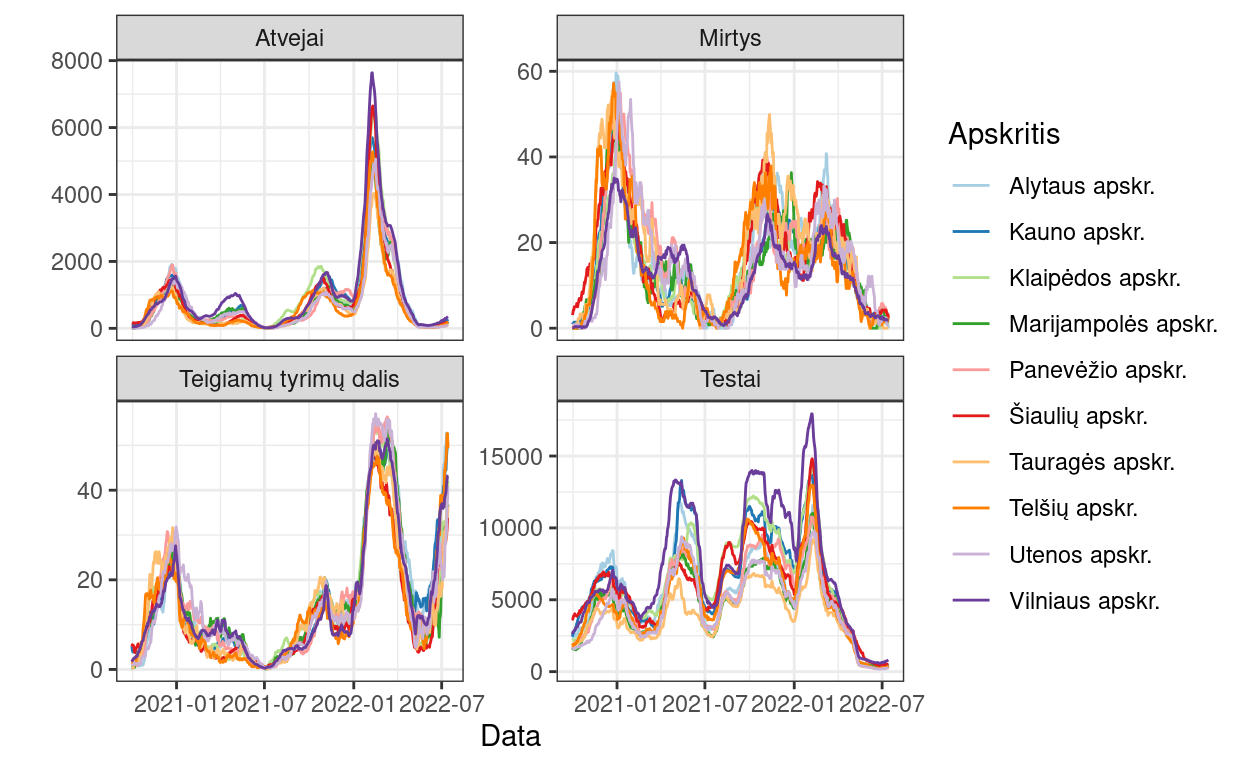 Atvejai
Mirtys
8000
6000
4000
2000
0
60
40
20
0
Teigiamų tyrimų dalis
Testai
40
20
0
15000
10000
5000
0
2021-01 2021-07 2022-01 2022-07
2021-01 2021-07 2022-01 2022-07
Data
Apskritis
Alytaus apskr.
Kauno apskr.
Klaipėdos apskr.
Marijampolės apskr.
Panevėžio apskr.
Šiaulių apskr.
Tauragės apskr.
Telšių apskr.
Utenos apskr.
Vilniaus apskr.